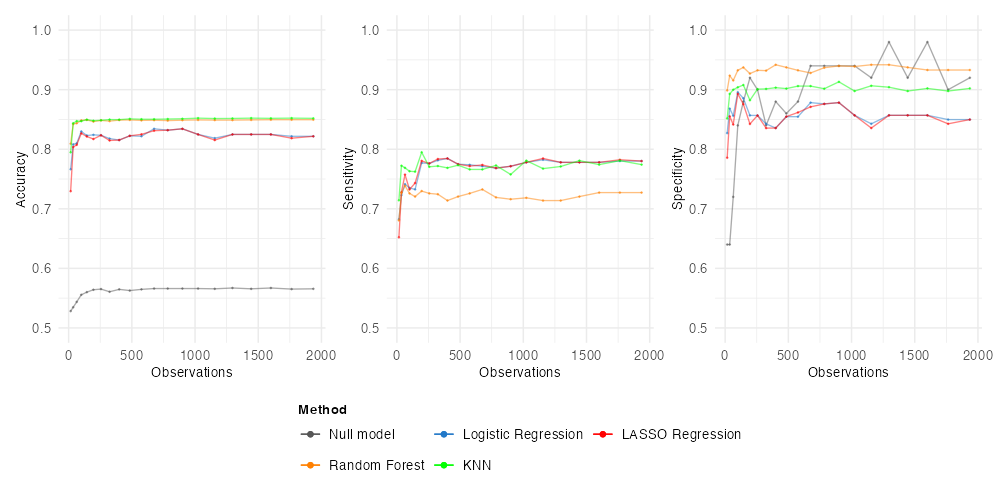 1.0
0.9
0.8
0.7
0.6
0.5
Accuracy
0 500 1000 1500 2000
Observations
1.0
0.9
0.8
0.7
0.6
0.5
Sensitivity
0 500 1000 1500 2000
Observations
1.0
0.9
0.8
0.7
0.6
0.5
Specificity
0 500 1000 1500 2000
Observations
Method
Null model Logistic Regression LASSO Regression
Random Forest KNN